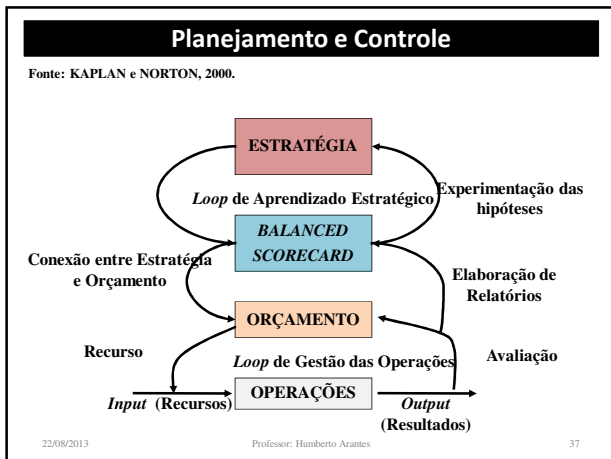 Planejamento e Controle
Fonte: KAPLAN e NORTON, 2000.
ESTRATÉGIA
Loop de Aprendizado Estratégico
Experimentação das
hipóteses
BALANCED
SCORECARD
Conexão entre Estratégia
e Orçamento
Elaboração de
Relatórios
ORÇAMENTO
Recurso
Loop de Gestão das Operações
Avaliação
Input (Recursos)
OPERAÇÕES
Output
(Resultados)
22/08/2013
Professor: Humberto Arantes
37